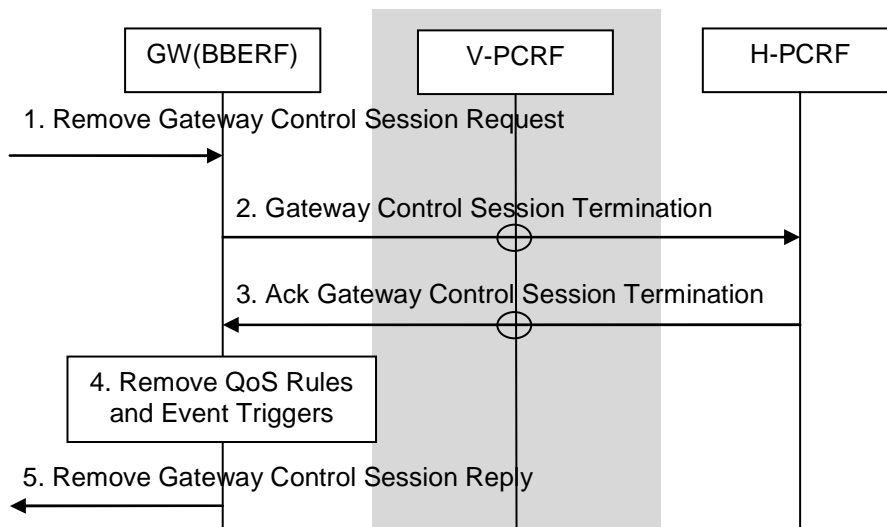 GW(BBERF)
V-PCRF
H-PCRF
1. Remove Gateway Control Session Request
2. Gateway Control Session Termination
3. Ack Gateway Control Session Termination
4. Remove QoS Rules
and Event Triggers
5. Remove Gateway Control Session Reply